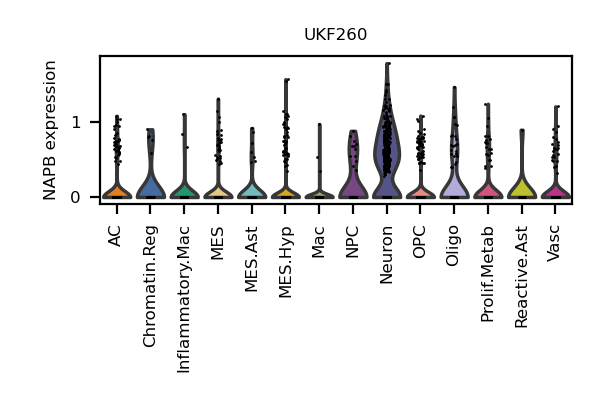 UKF260
NAPB expression
1
0
AC
Chromatin.Reg
Inflammatory.Mac
MES
MES.Ast
MES.Hyp
Mac
NPC
Neuron
OPC
Oligo
Prolif.Metab
Reactive.Ast
Vasc